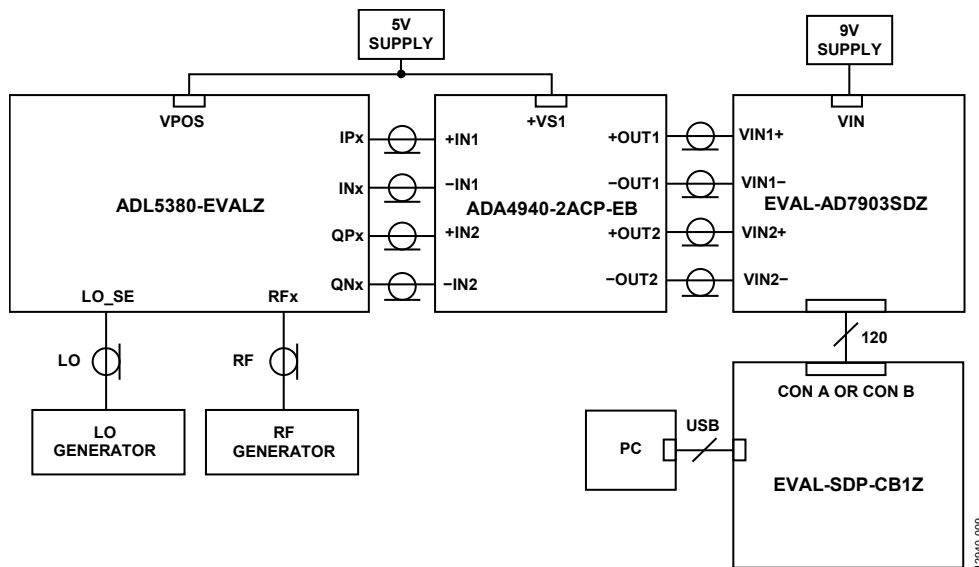 5V
SUPPLY
9V
SUPPLY
VPOS
+VS1
VIN
IPx
+IN1
+OUT1
VIN1+
INx
−IN1
−OUT1
VIN1−
ADL5380-EVALZ
ADA4940-2ACP-EB
EVAL-AD7903SDZ
QPx
+IN2
+OUT2
VIN2+
QNx
−IN2
−OUT2
VIN2−
LO_SE
RFx
120
LO
RF
CON A OR CON B
LO
GENERATOR
RF
GENERATOR
PC
USB
EVAL-SDP-CB1Z